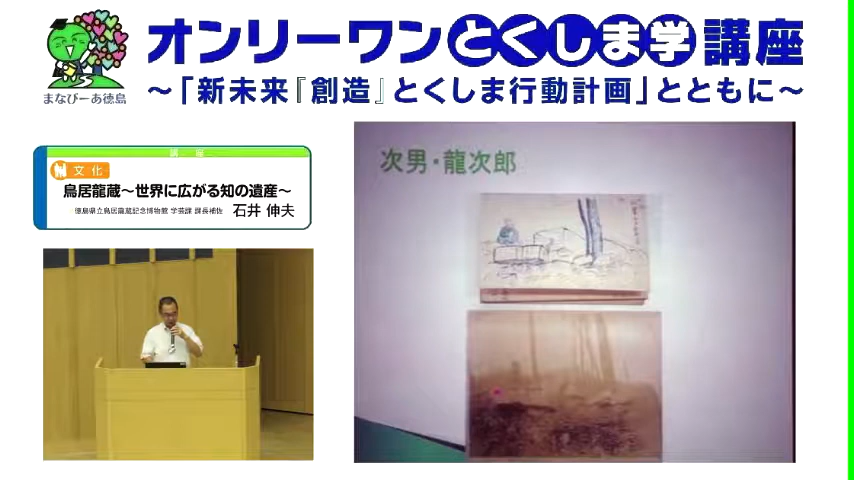 オンリーワンとくしま学講座
～「新未来『創造』とくしま行動計画」とともに～
まなびーあ徳島
講座
文化
鳥居龍蔵～世界に広がる知の遺産～
徳島県立鳥居龍蔵記念博物館 学芸課 課長補佐 石井 伸夫
次男・龍次郎